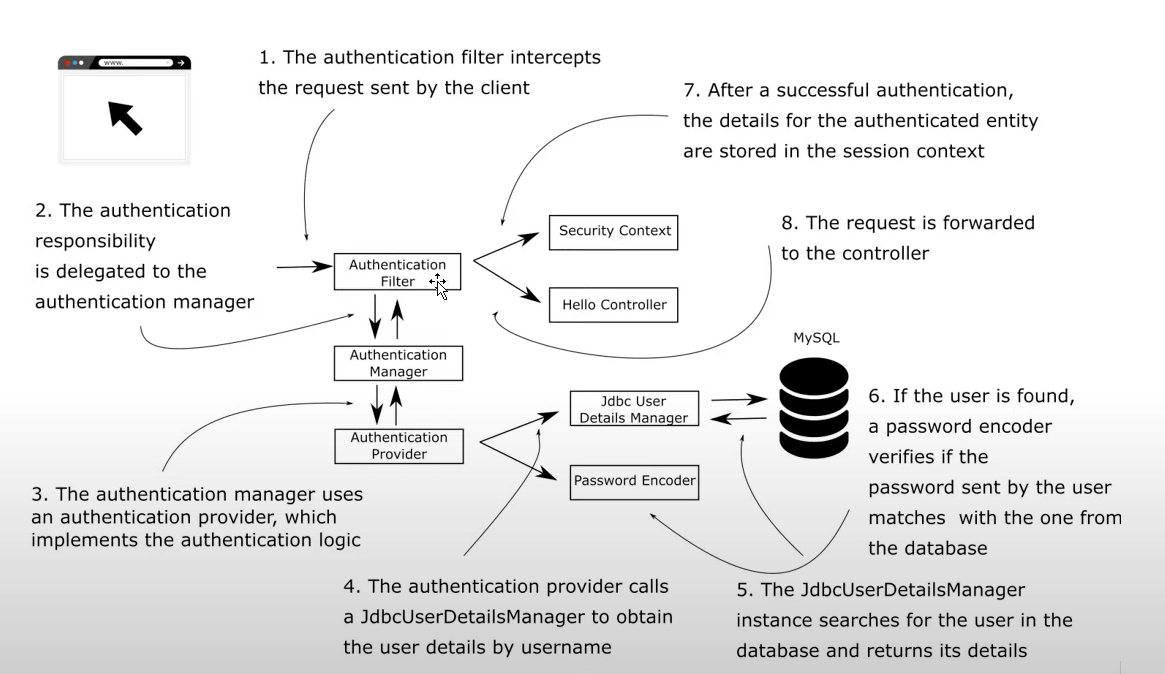 www.
1. The authentication filter intercepts
the request sent by the client
7. After a successful authentication,
the details for the authenticated entity
are stored in the session context
2. The authentication
responsibility
is delegated to the
authentication manager
8. The request is forwarded
to the controller
Security Context
Authentication
Filter
Hello Controller
Authentication
Manager
MySQL
Jdbc User
Details Manager
Authentication
Provider
Password Encoder
6. If the user is found,
a password encoder
verifies if the
password sent by the user
matches  with the one from
the database
3. The authentication manager uses
an authentication provider, which
implements the authentication logic
4. The authentication provider calls
a JdbcUserDetailsManager to obtain
the user details by username
5. The JdbcUserDetailsManager
instance searches for the user in the
database and returns its details